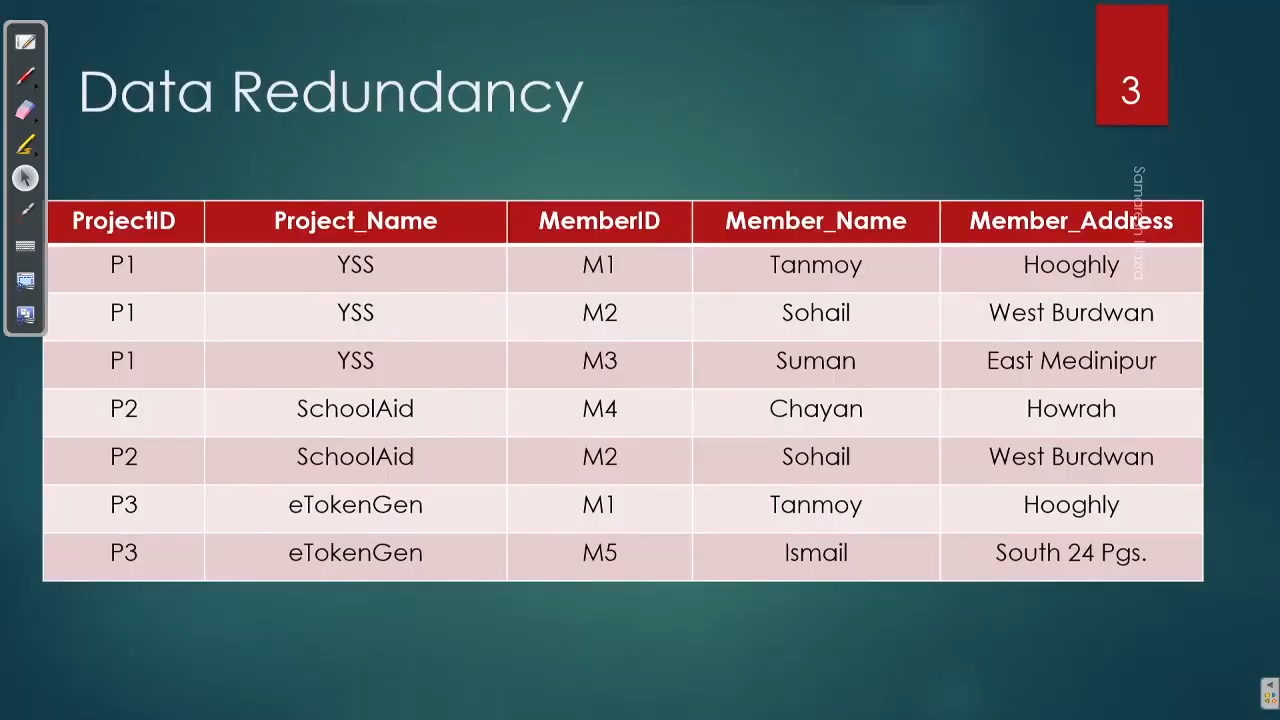 Data Redundancy
3
ProjectID Project_Name MemberID Member_Name Member_Address
P1 YSS M1 Tanmoy Hooghly
P1 YSS M2 Sohail West Burdwan
P1 YSS M3 Suman East Medinipur
P2 SchoolAid M4 Chayan Howrah
P2 SchoolAid M2 Sohail West Burdwan
P3 eTokenGen M1 Tanmoy Hooghly
P3 eTokenGen M5 Ismail South 24 Pgs.